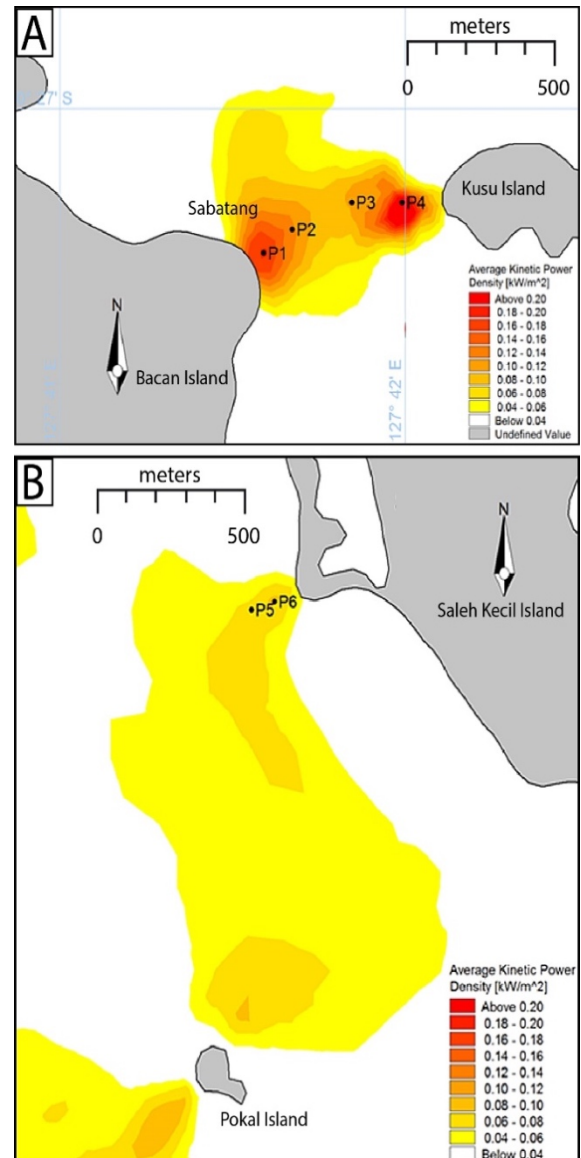 A
meters
0 500
27' S
Kusu Island
Sabatang
P3 P4
P2
P1
Average Kinetic Power
Density [kW/m^2]
Above 0.20
0.18 - 0.20
0.16 - 0.18
0.14 - 0.16
0.12 - 0.14
0.10 - 0.12
0.08 - 0.10
0.06 - 0.08
0.04 - 0.06
Below 0.04
Undefined Value
N
Bacan Island
127° 42' E
B
meters
0 500
N
P5 P6
Saleh Kecil Island
Average Kinetic Power
Density [kW/m^2]
Above 0.20
0.18 - 0.20
0.16 - 0.18
0.14 - 0.16
0.12 - 0.14
0.10 - 0.12
0.08 - 0.10
0.06 - 0.08
0.04 - 0.06
Below 0.04
Pokal Island